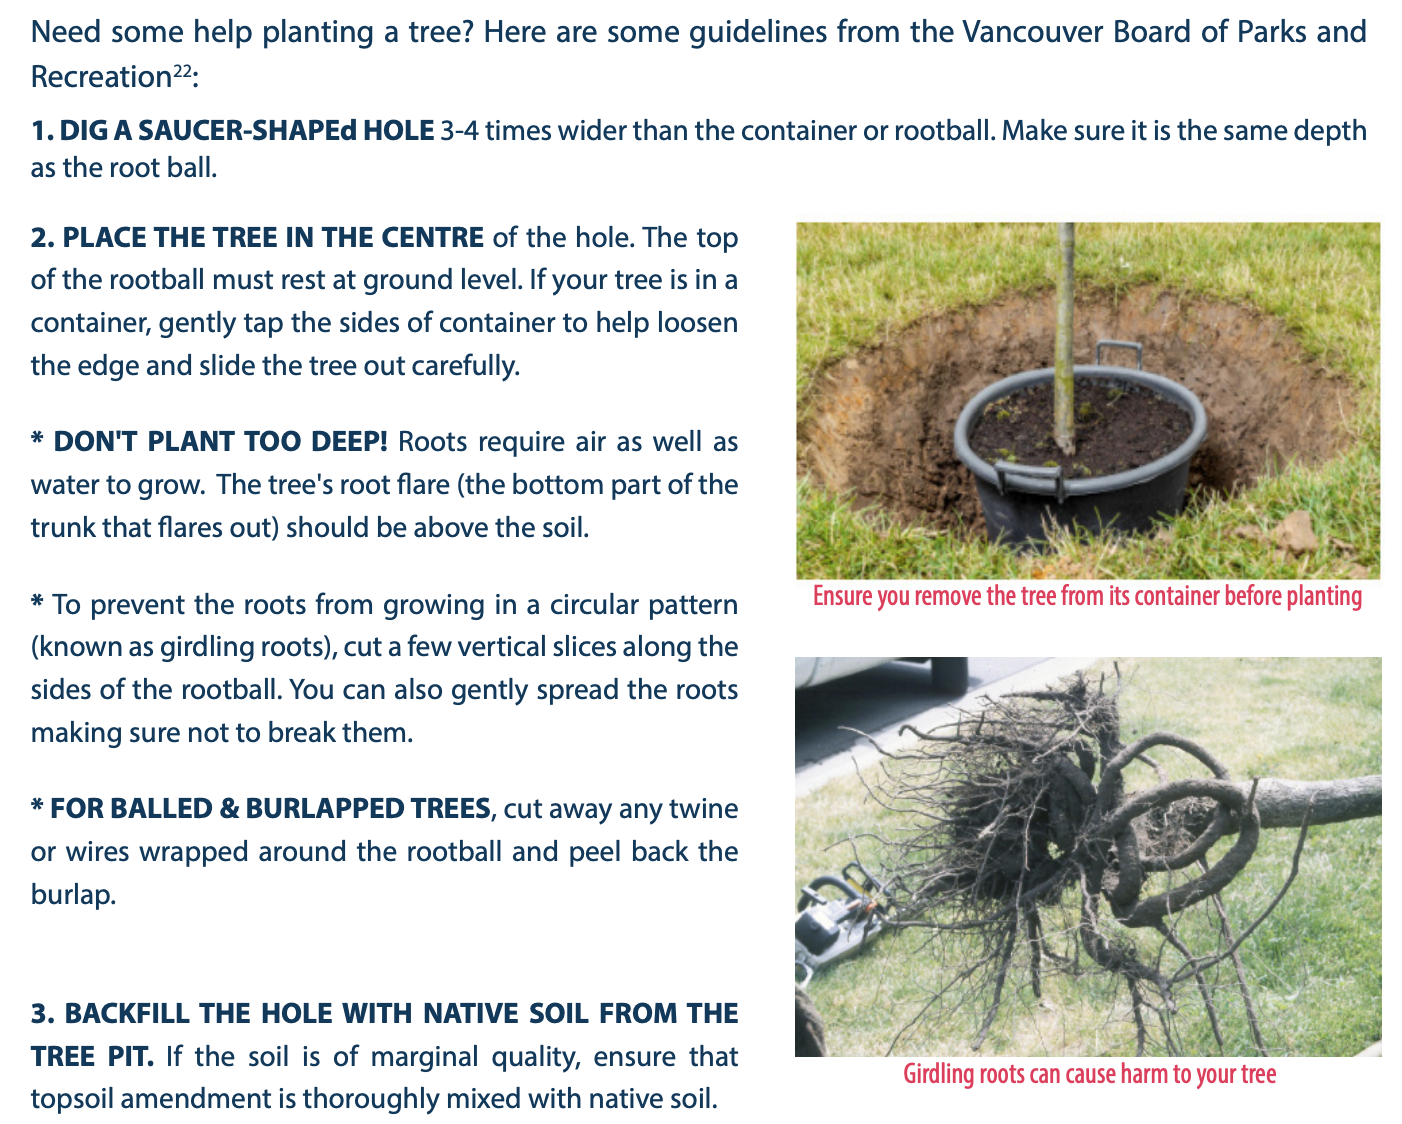 Need some help planting a tree? Here are some guidelines from the Vancouver Board of Parks and
Recreation²²:
1. DIG A SAUCER-SHAPEd HOLE 3-4 times wider than the container or rootball. Make sure it is the same depth
as the root ball.
2. PLACE THE TREE IN THE CENTRE of the hole. The top
of the rootball must rest at ground level. If your tree is in a
container, gently tap the sides of container to help loosen
the edge and slide the tree out carefully.
* DON'T PLANT TOO DEEP! Roots require air as well as
water to grow. The tree's root flare (the bottom part of the
trunk that flares out) should be above the soil.
* To prevent the roots from growing in a circular pattern
(known as girdling roots), cut a few vertical slices along the
sides of the rootball. You can also gently spread the roots
making sure not to break them.
* FOR BALLED & BURLAPPED TREES, cut away any twine
or wires wrapped around the rootball and peel back the
burlap.
3. BACKFILL THE HOLE WITH NATIVE SOIL FROM THE
TREE PIT. If the soil is of marginal quality, ensure that
topsoil amendment is thoroughly mixed with native soil.
Ensure you remove the tree from its container before planting
Girdling roots can cause harm to your tree